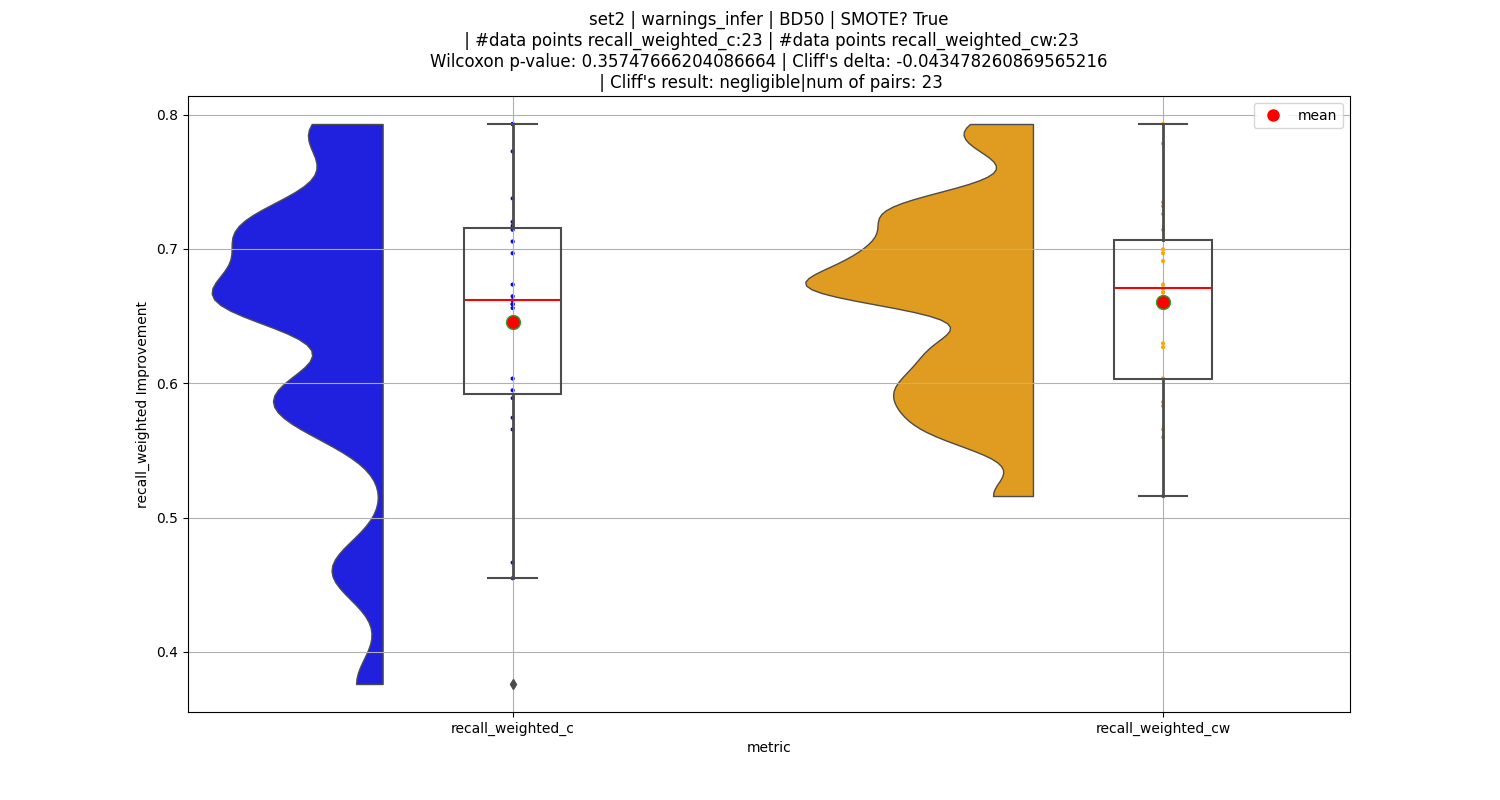 set2 | warnings_infer | BD50 | SMOTE? True
| #data points recall_weighted_c:23 | #data points recall_weighted_cw:23
Wilcoxon p-value: 0.35747666204086664 | Cliff's delta: -0.043478260869565216
| Cliff's result: negligible|num of pairs: 23
mean
0.8
0.7
0.6
0.5
0.4
recall_weighted Improvement
recall_weighted_c
recall_weighted_cw
metric